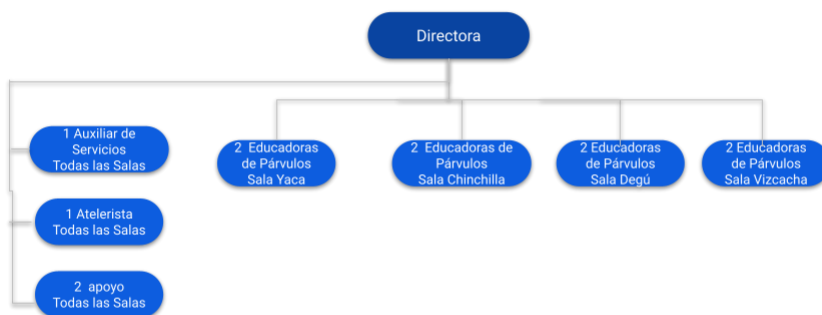 Directora
1 Auxiliar de
Servicios
Todas las Salas
2 Educadoras
de Párvulos
Sala Yaca
2 Educadoras de
Párvulos
Sala Chinchilla
2 Educadoras
de Párvulos
Sala Degú
2 Educadoras
de Párvulos
Sala Vizcacha
1 Atelerista
Todas las Salas
2 apoyo
Todas las Salas